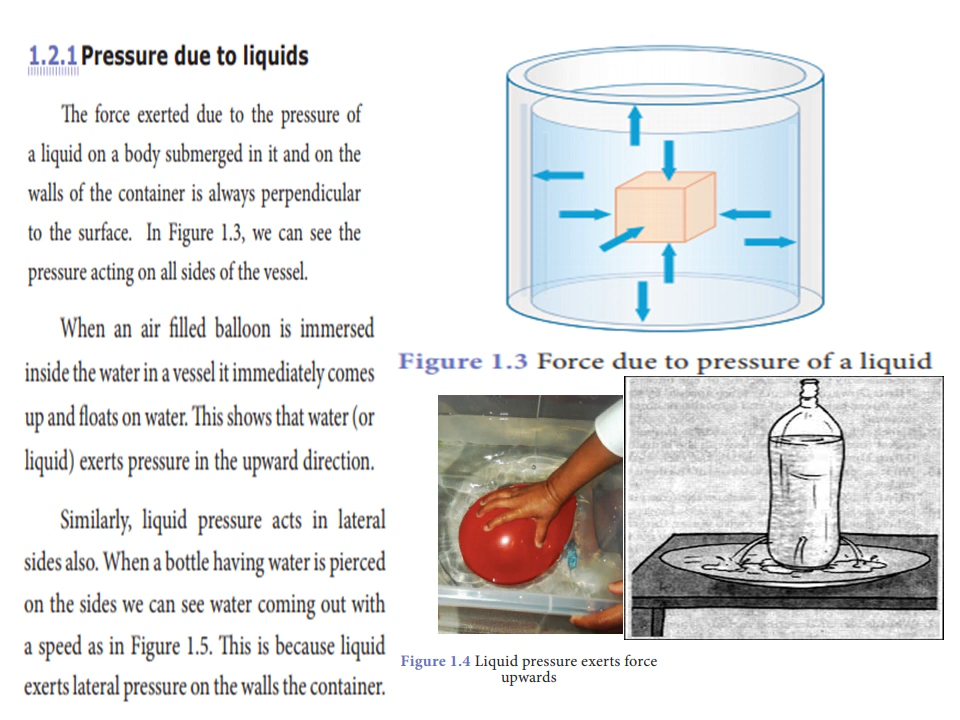 1.2.1 Pressure due to liquids
The force exerted due to the pressure of
a liquid on a body submerged in it and on the
walls of the container is always perpendicular
to the surface. In Figure 1.3, we can see the
pressure acting on all sides of the vessel.
When an air filled balloon is immersed
inside the water in a vessel it immediately comes
up and floats on water. This shows that water (or
liquid) exerts pressure in the upward direction.
Similarly, liquid pressure acts in lateral
sides also. When a bottle having water is pierced
on the sides we can see water coming out with
a speed as in Figure 1.5. This is because liquid
exerts lateral pressure on the walls the container.
Figure 1.3 Force due to pressure of a liquid
Figure 1.4 Liquid pressure exerts force
upwards